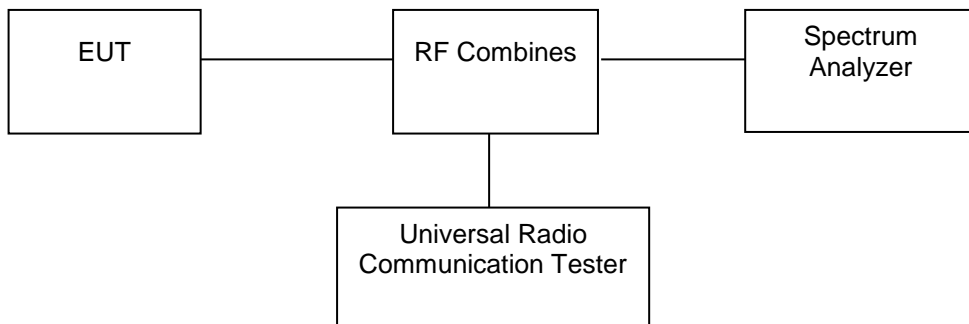 EUT
RF Combines
Spectrum
Analyzer
Universal Radio
Communication Tester